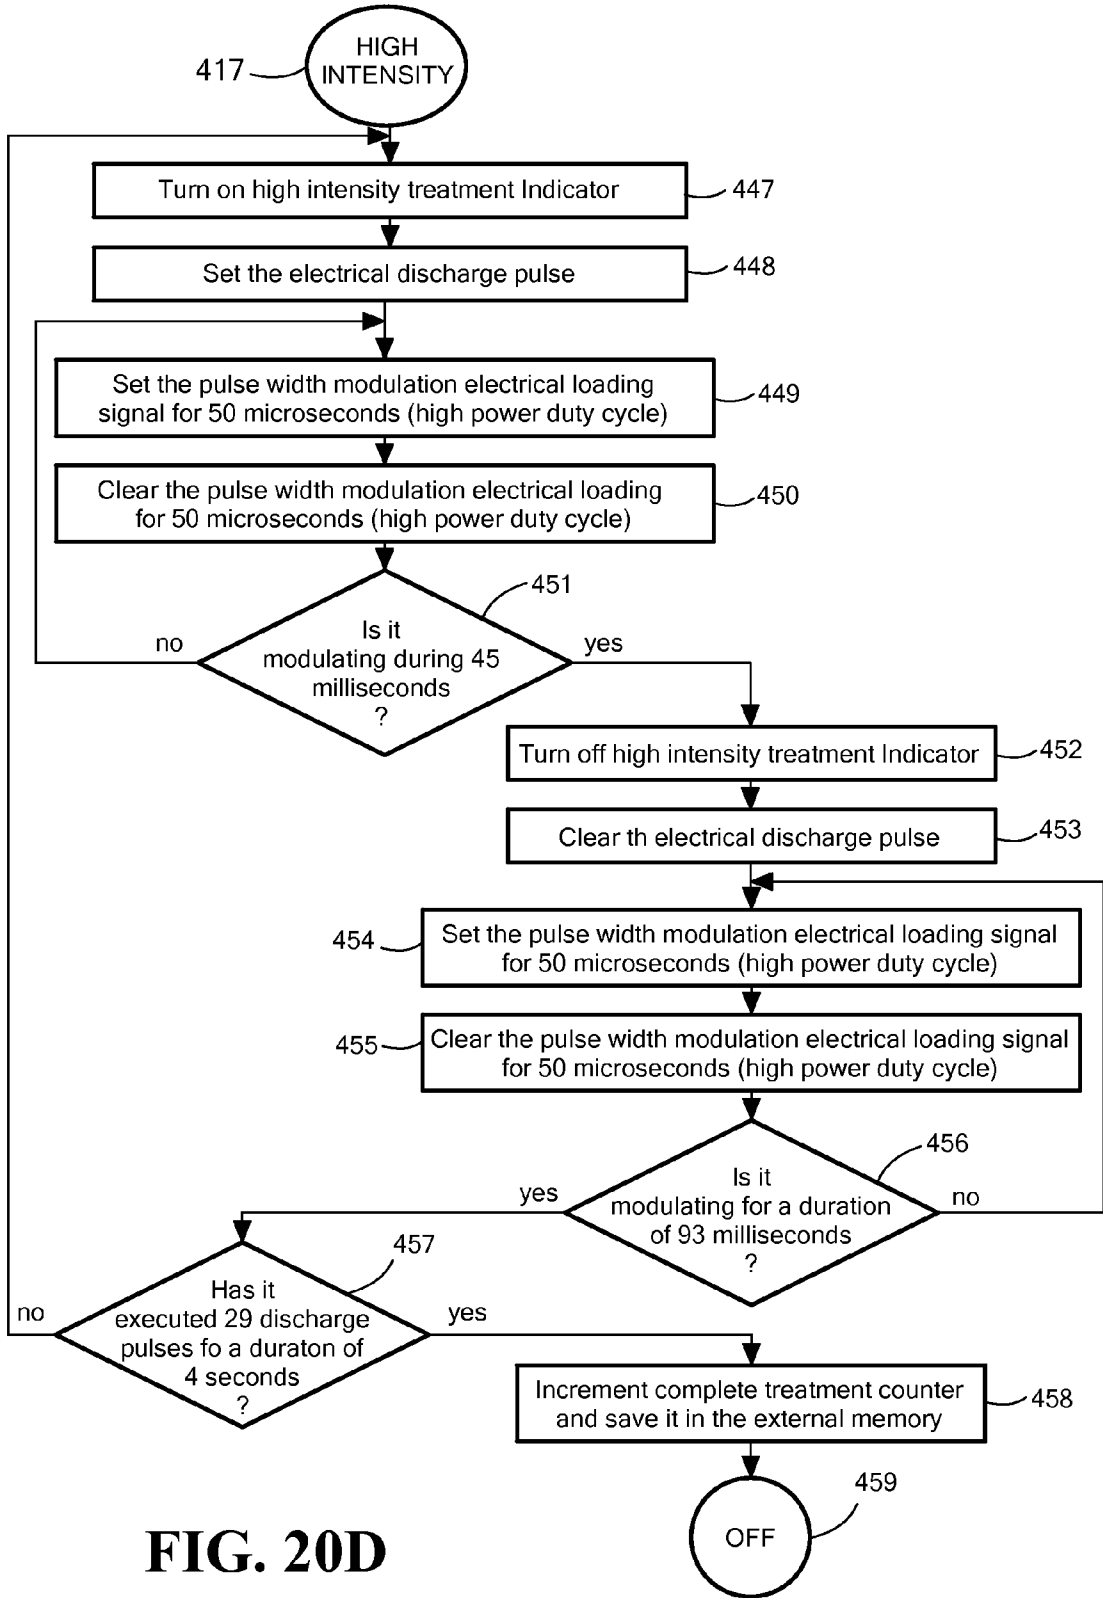 HIGH
INTENSITY
417
Turn on high intensity treatment Indicator
447
Set the electrical discharge pulse
448
Set the pulse width modulation electrical loading
signal for 50 microseconds (high power duty cycle)
449
Clear the pulse width modulation electrical loading
for 50 microseconds (high power duty cycle)
450
451
Is it
modulating during 45
milliseconds
?
no
yes
Turn off high intensity treatment Indicator
452
Clear th electrical discharge pulse
453
454
Set the pulse width modulation electrical loading signal
for 50 microseconds (high power duty cycle)
455
Clear the pulse width modulation electrical loading signal
for 50 microseconds (high power duty cycle)
456
Is it
modulating for a duration
of 93 milliseconds
?
yes
no
457
Has it
executed 29 discharge
pulses fo a duraton of
4 seconds
?
no
yes
Increment complete treatment counter
and save it in the external memory
458
459
OFF
FIG. 20D